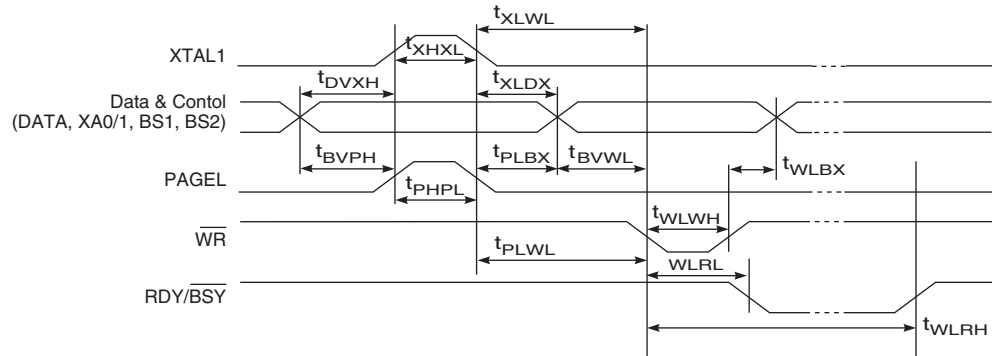 tXLWL
XTAL1
tXHXL
tDVXH
tXLDX
Data & Contol
(DATA, XA0/1, BS1, BS2)
tBVPH
tPLBX
tBVWL
tWLBX
PAGEL
tPHPL
tWLWH
WR
tPLWL
WLRL
RDY/BSY
tWLRH